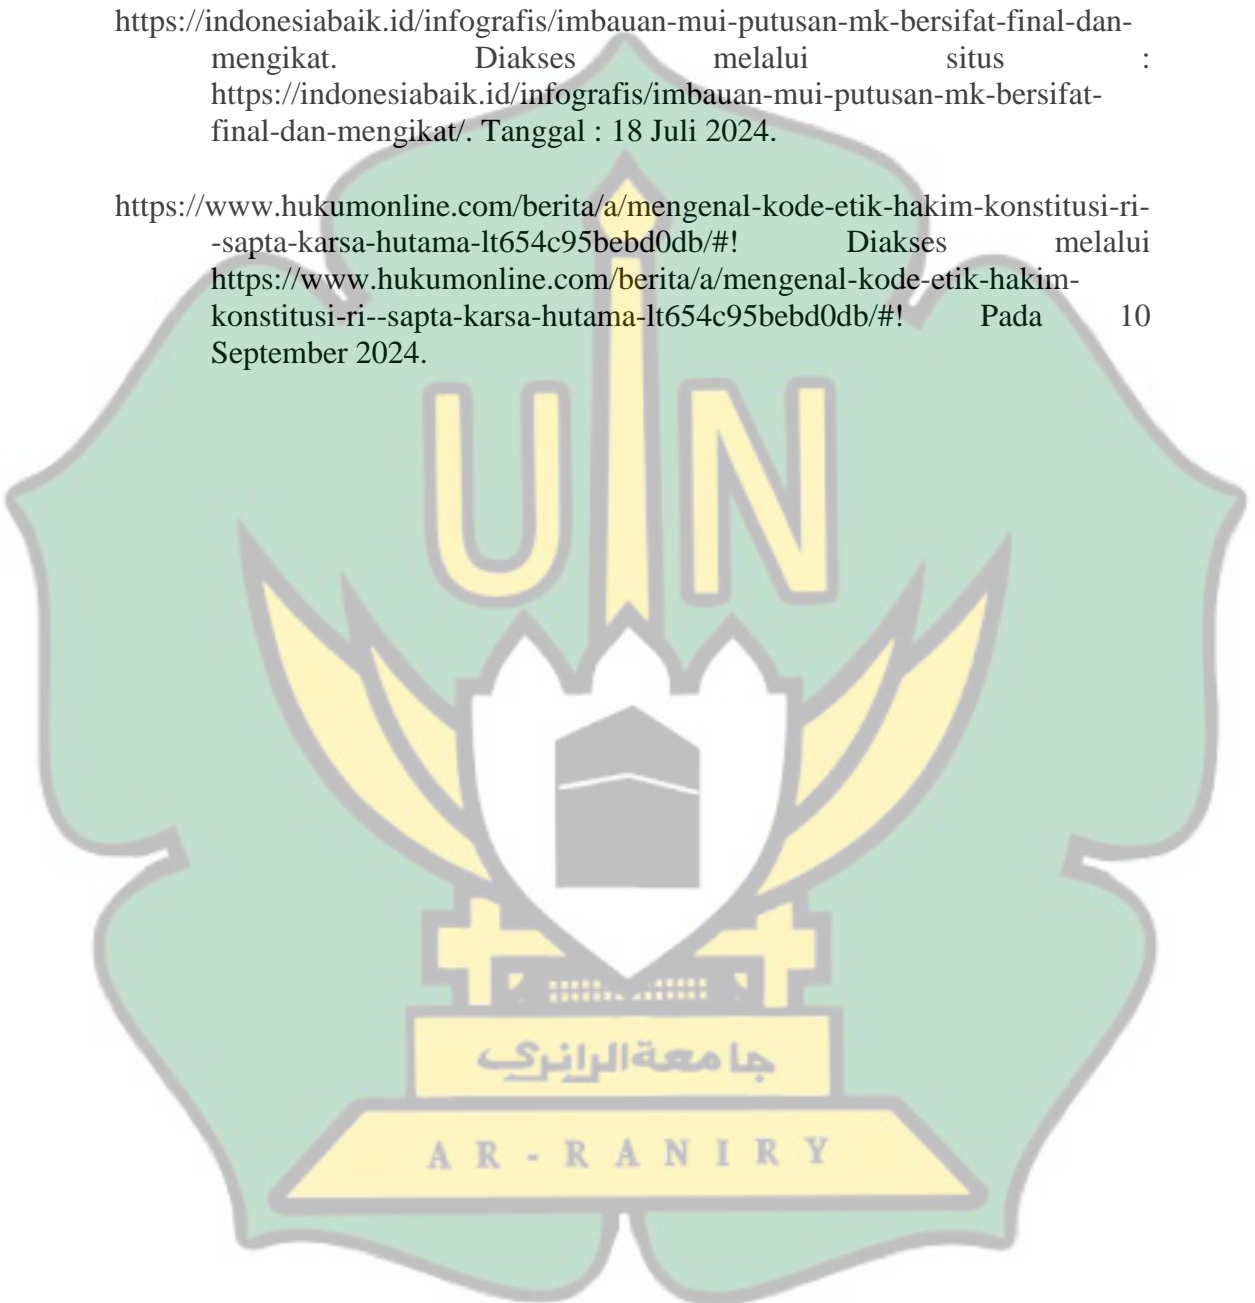 https://indonesiabaik.id/infografis/imbauan-mui-putusan-mk-bersifat-final-dan-
mengikat. Diakses melalui situs :
https://indonesiabaik.id/infografis/imbauan-mui-putusan-mk-bersifat-
final-dan-mengikat/. Tanggal : 18 Juli 2024.
https://www.hukumonline.com/berita/a/mengenal-kode-etik-hakim-konstitusi-ri-
-sapta-karsa-hutama-lt654c95bebd0db/#! Diakses melalui
https://www.hukumonline.com/berita/a/mengenal-kode-etik-hakim-
konstitusi-ri--sapta-karsa-hutama-lt654c95bebd0db/#! Pada 10
September 2024.
UIN
جامعةالرانرك
AR-RANIRY